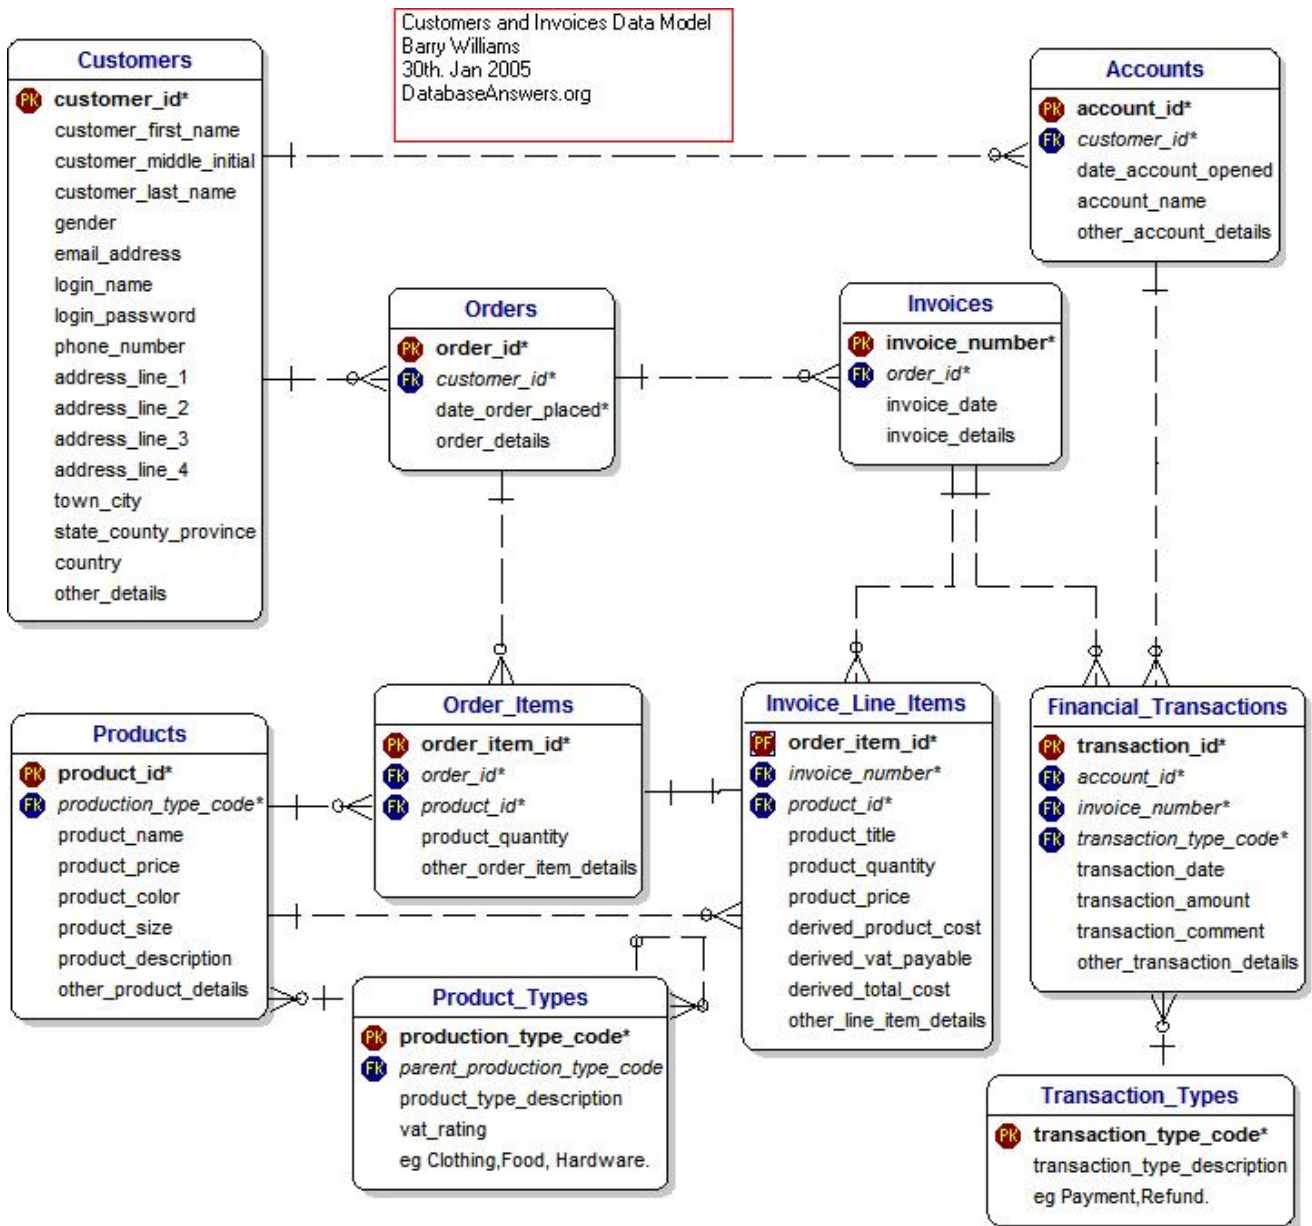 Customers and Invoices Data Model
Barry Williams
30th. Jan 2005
DatabaseAnswers.org
Customers
PK customer_id*
customer_first_name
customer_middle_initial
customer_last_name
gender
email_address
login_name
login_password
phone_number
address_line_1
address_line_2
address_line_3
address_line_4
town_city
state_county_province
country
other_details
Accounts
PK account_id*
FK customer_id*
date_account_opened
account_name
other_account_details
Orders
PK order_id*
FK customer_id*
date_order_placed*
order_details
Invoices
PK invoice_number*
FK order_id*
invoice_date
invoice_details
Products
PK product_id*
FK production_type_code*
product_name
product_price
product_color
product_size
product_description
other_product_details
Order_Items
PK order_item_id*
FK order_id*
FK product_id*
product_quantity
other_order_item_details
Invoice_Line_Items
PF order_item_id*
FK invoice_number*
FK product_id*
product_title
product_quantity
product_price
derived_product_cost
derived_vat_payable
derived_total_cost
other_line_item_details
Financial_Transactions
PK transaction_id*
FK account_id*
FK invoice_number*
FK transaction_type_code*
transaction_date
transaction_amount
transaction_comment
other_transaction_details
Product_Types
PK production_type_code*
FK parent_production_type_code
product_type_description
vat_rating
eg Clothing,Food, Hardware.
Transaction_Types
PK transaction_type_code*
transaction_type_description
eg Payment,Refund.